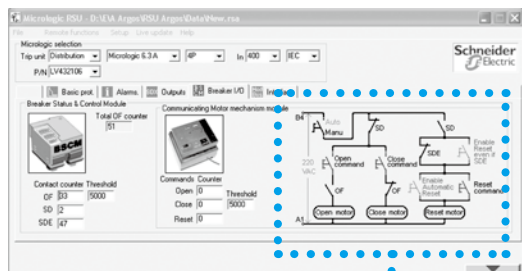 Micrologic RSU - D:\E\A Argos\RSU Argos\Data\New.rsa
File Remote Functions Setup Live update Help
Micrologic selection
Trip unit Distribution Micrologic 6.3 A 4P In 400 IEC
P/N LV432106
Schneider
Electric
Basic prot. Alarms. Outputs Breaker I/O
Breaker Status & Control Module
Total OF counter
51
BSCM
Contact counter Threshold
OF 5000
SD 2
SDE 47
Communicating Motor mechanism module
Commands Counter
Open 0
Threshold
Close 0 5000
Reset 0
B4
Auto
Manu
SD
SD
SDE
Enable
Reset
even if
SDE
220
VAC
Open
command
Close
command
Enable
Automatic
Reset
Reset
command
OF
OF
A1
Open motor Close motor Reset motor